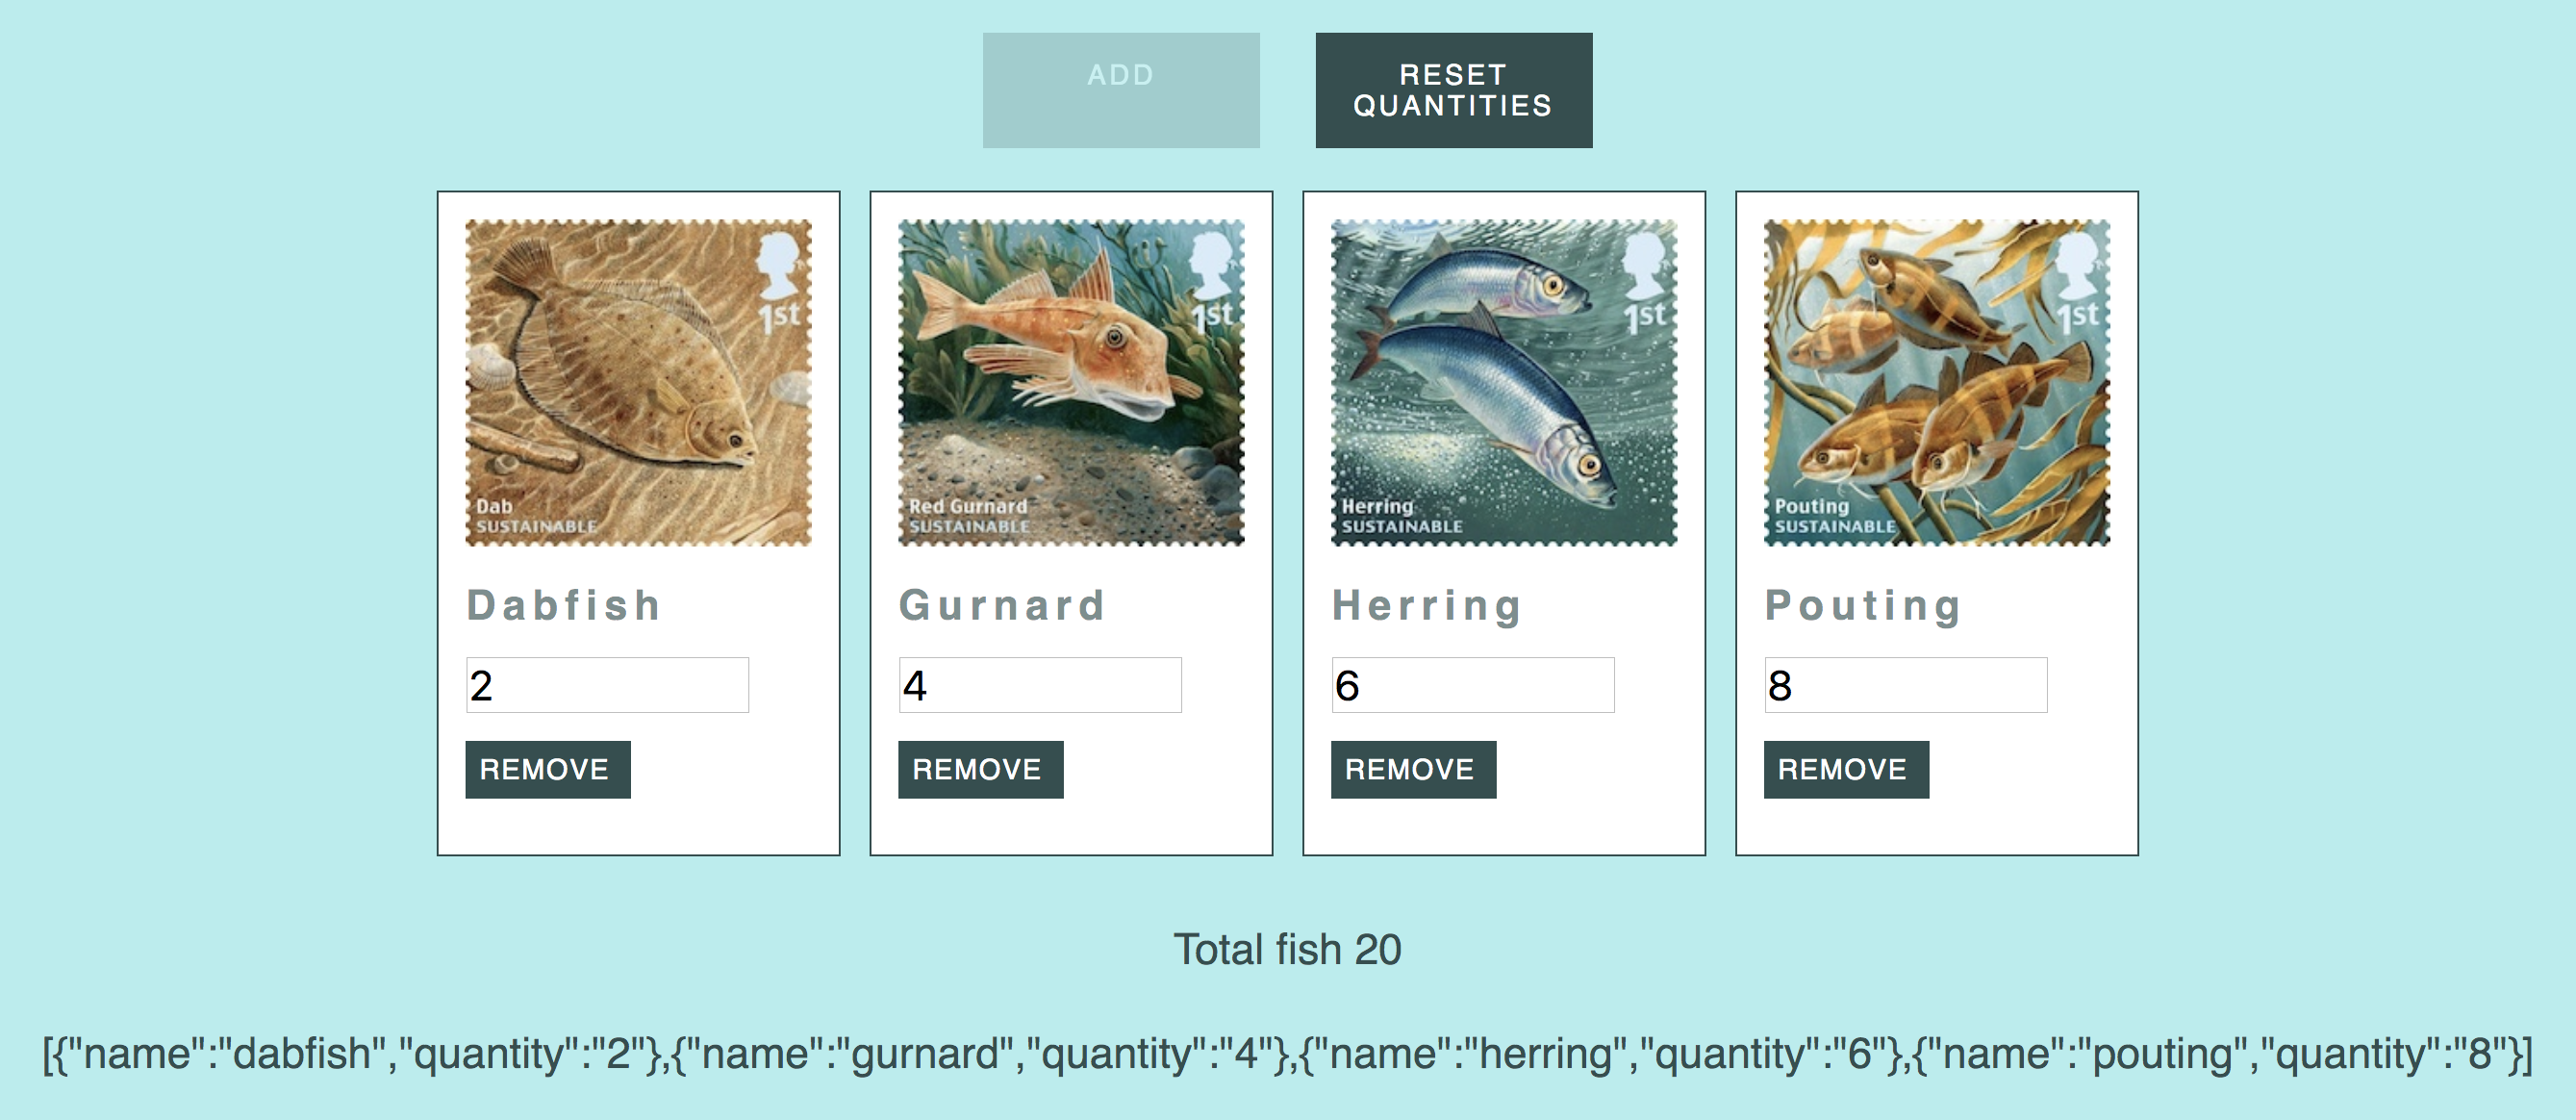 ADD
RESET
QUANTITIES
1st
Dab
SUSTAINABLE
1st
Red Gurnard
SUSTAINABLE
1st
Herring
SUSTAINABLE
1st
Pouting
SUSTAINABLE
Dabfish
Gurnard
Herring
Pouting
2
4
6
8
REMOVE
REMOVE
REMOVE
REMOVE
Total fish 20
[{"name":"dabfish","quantity":"2"},{"name":"gurnard","quantity":"4"},{"name":"herring","quantity":"6"},{"name":"pouting","quantity":"8"}]